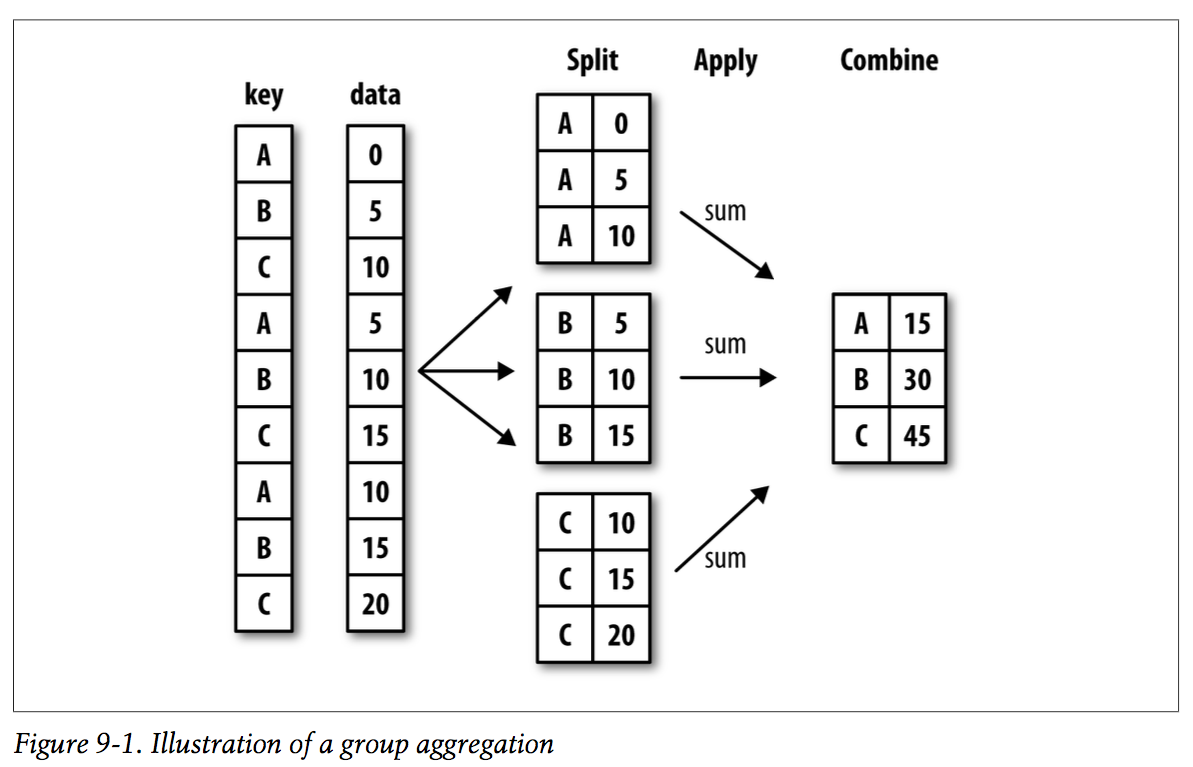 Split Apply Combine
key data
A 0
B 5
C 10
A 5
B 10
C 15
A 10
B 15
C 20
A 0
A 5
A 10
B 5
B 10
B 15
C 10
C 15
C 20
sum
sum
sum
A 15
B 30
C 45
Figure 9-1. Illustration of a group aggregation